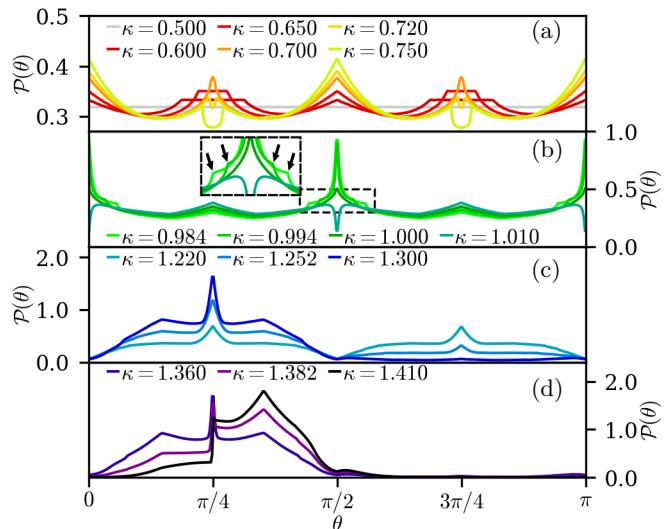 0.5
κ = 0.500 κ = 0.650 κ = 0.720
κ = 0.600 κ = 0.700 κ = 0.750
(a)
0.4
0.3
P(θ)
(b)
1.0
0.5
0.0
P(θ)
κ = 0.984 κ = 0.994 κ = 1.000 κ = 1.010
κ = 1.220 κ = 1.252 κ = 1.300
(c)
2.0
1.0
0.0
P(θ)
κ = 1.360 κ = 1.382 κ = 1.410
(d)
2.0
1.0
0.0
P(θ)
0 π/4 π/2 3π/4 π
θ